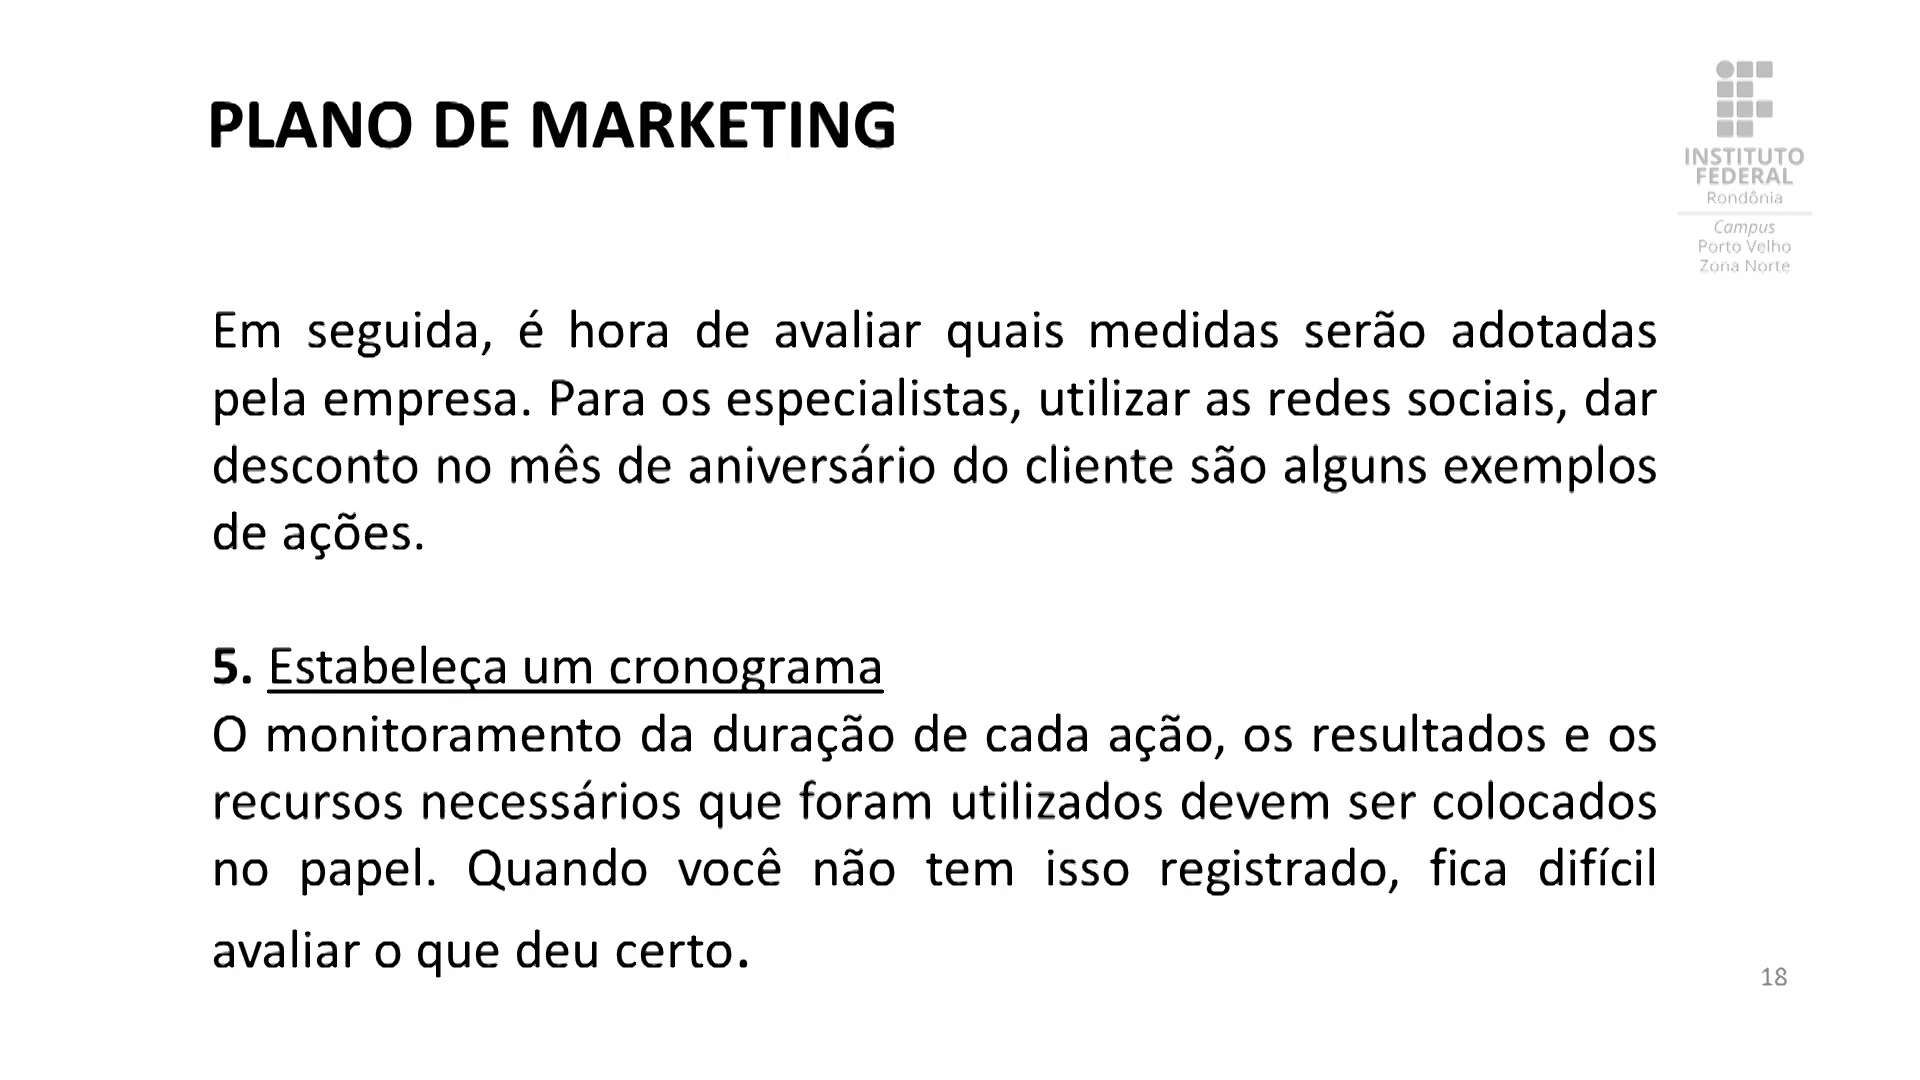 PLANO DE MARKETING
INSTITUTO
FEDERAL
Rondônia
Campus
Porto Velho
Zona Norte
Em seguida, é hora de avaliar quais medidas serão adotadas
pela empresa. Para os especialistas, utilizar as redes sociais, dar
desconto no mês de aniversário do cliente são alguns exemplos
de ações.
5. Estabeleça um cronograma
O monitoramento da duração de cada ação, os resultados e os
recursos necessários que foram utilizados devem ser colocados
no papel. Quando você não tem isso registrado, fica difícil
avaliar o que deu certo.
18